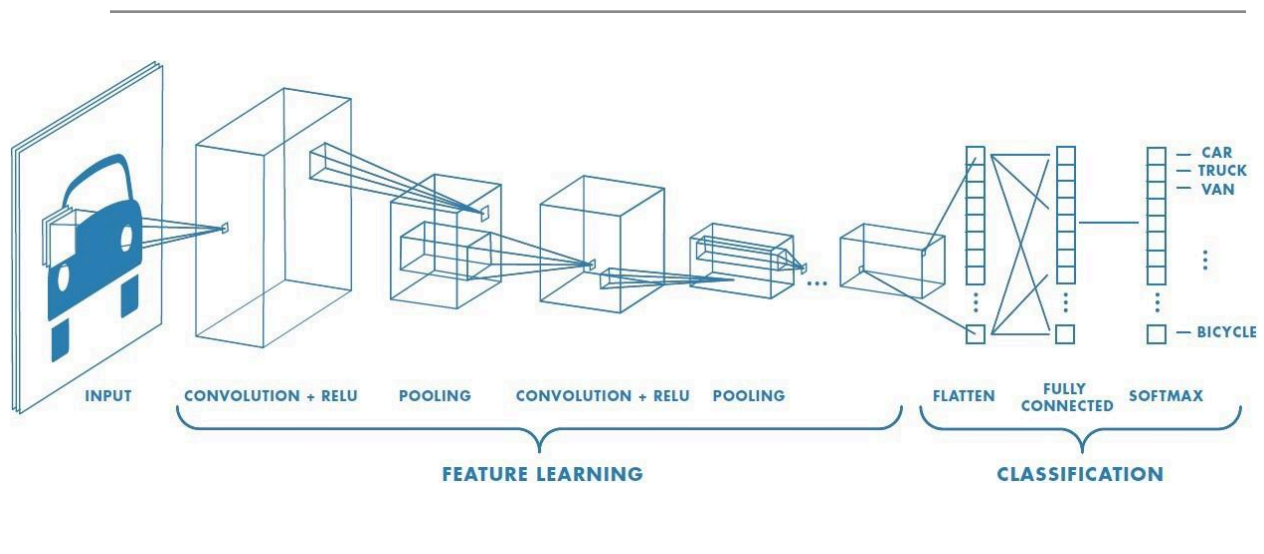 CAR
TRUCK
VAN
BICYCLE
INPUT
CONVOLUTION + RELU
POOLING
CONVOLUTION + RELU
POOLING
FLATTEN
FULLY
CONNECTED
SOFTMAX
FEATURE LEARNING
CLASSIFICATION